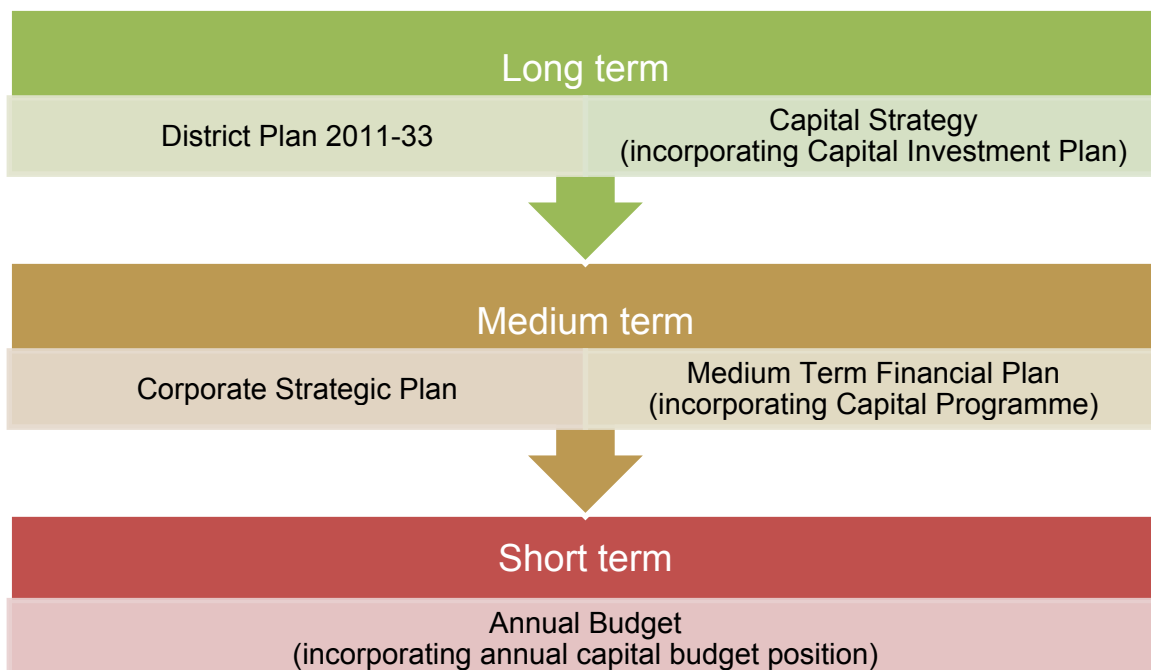 Long term
District Plan 2011-33
Capital Strategy
(incorporating Capital Investment Plan)
Medium term
Corporate Strategic Plan
Medium Term Financial Plan
(incorporating Capital Programme)
Short term
Annual Budget
(incorporating annual capital budget position)